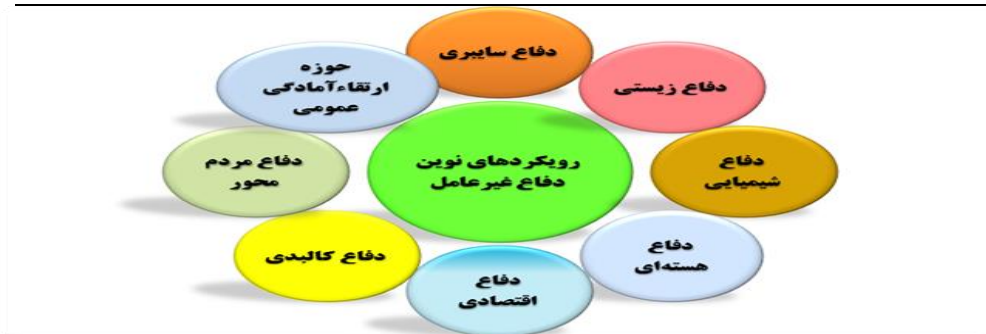 دفاع سایبری
دفاع زیستی
حوزه
ارتقاءآمادگی
عمومی
رویکردهای نوین
دفاع غیرعامل
دفاع
شیمیایی
دفاع مردم
محور
دفاع
هسته‌ای
دفاع کالبدی
دفاع
اقتصادی